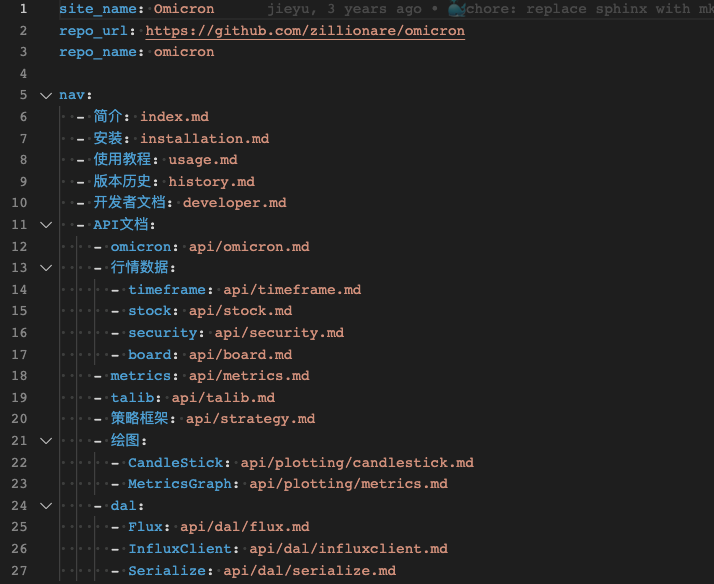 1 site_name: Omicron jieyu, 3 years ago • chore: replace sphinx with mk
2 repo_url: https://github.com/zillionare/omicron
3 repo_name: omicron
4
5 nav:
6 - 简介: index.md
7 - 安装: installation.md
8 - 使用教程: usage.md
9 - 版本历史: history.md
10 - 开发者文档: developer.md
11 - API文档:
12 - omicron: api/omicron.md
13 - 行情数据:
14 - timeframe: api/timeframe.md
15 - stock: api/stock.md
16 - security: api/security.md
17 - board: api/board.md
18 - metrics: api/metrics.md
19 - talib: api/talib.md
20 - 策略框架: api/strategy.md
21 - 绘图:
22 - CandleStick: api/plotting/candlestick.md
23 - MetricsGraph: api/plotting/metrics.md
24 - dal:
25 - Flux: api/dal/flux.md
26 - InfluxClient: api/dal/influxclient.md
27 - Serialize: api/dal/serialize.md